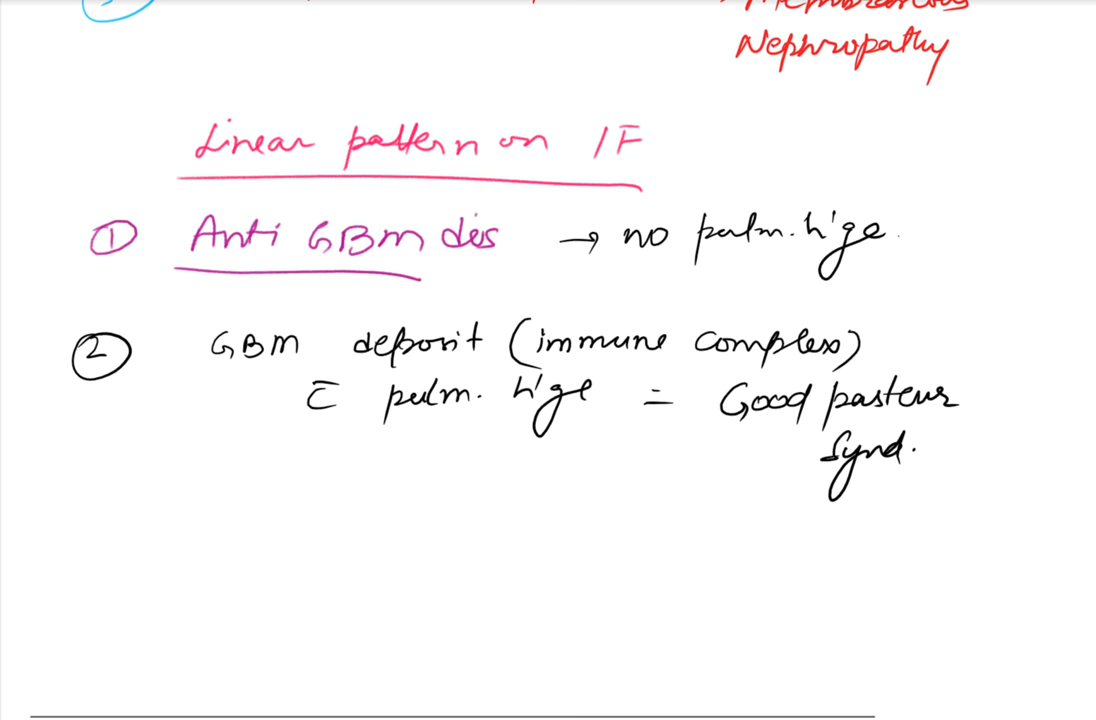 Membranous
Nephropathy
Linear pattern on IF
① Anti GBM dis → no pulm. h'ge.
② GBM deposit (immune complex)
c̄ pulm. h'ge = Good pasteur
Synd.